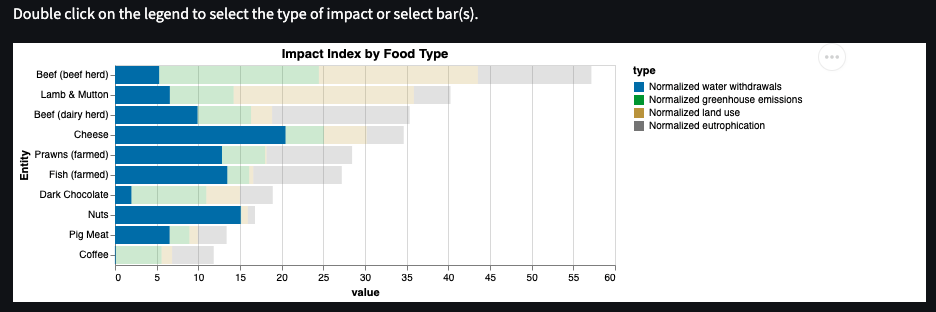 Double click on the legend to select the type of impact or select bar(s).
Impact Index by Food Type
Entity
Beef (beef herd)
Lamb & Mutton
Beef (dairy herd)
Cheese
Prawns (farmed)
Fish (farmed)
Dark Chocolate
Nuts
Pig Meat
Coffee
0 5 10 15 20 25 30 35 40 45 50 55 60
value
type
Normalized water withdrawals
Normalized greenhouse emissions
Normalized land use
Normalized eutrophication